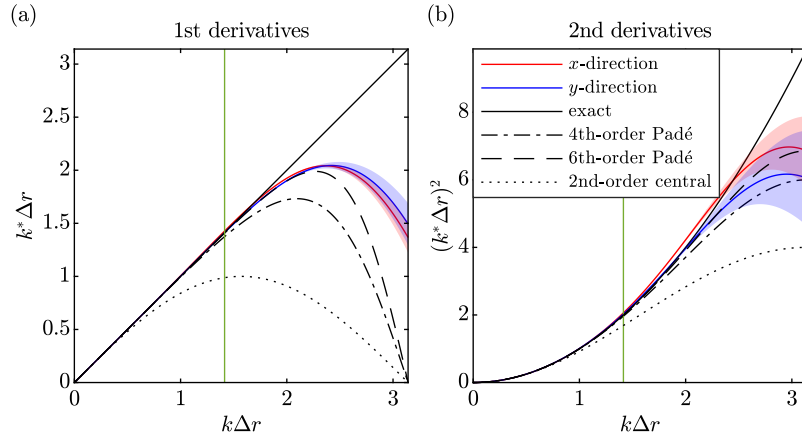 (a)
1st derivatives
3
2.5
2
1.5
1
0.5
0
0
1
2
3
k*Δr
kΔr
(b)
2nd derivatives
x-direction
y-direction
exact
4th-order Padé
6th-order Padé
2nd-order central
8
6
4
2
0
0
1
2
3
(k*Δr)²
kΔr